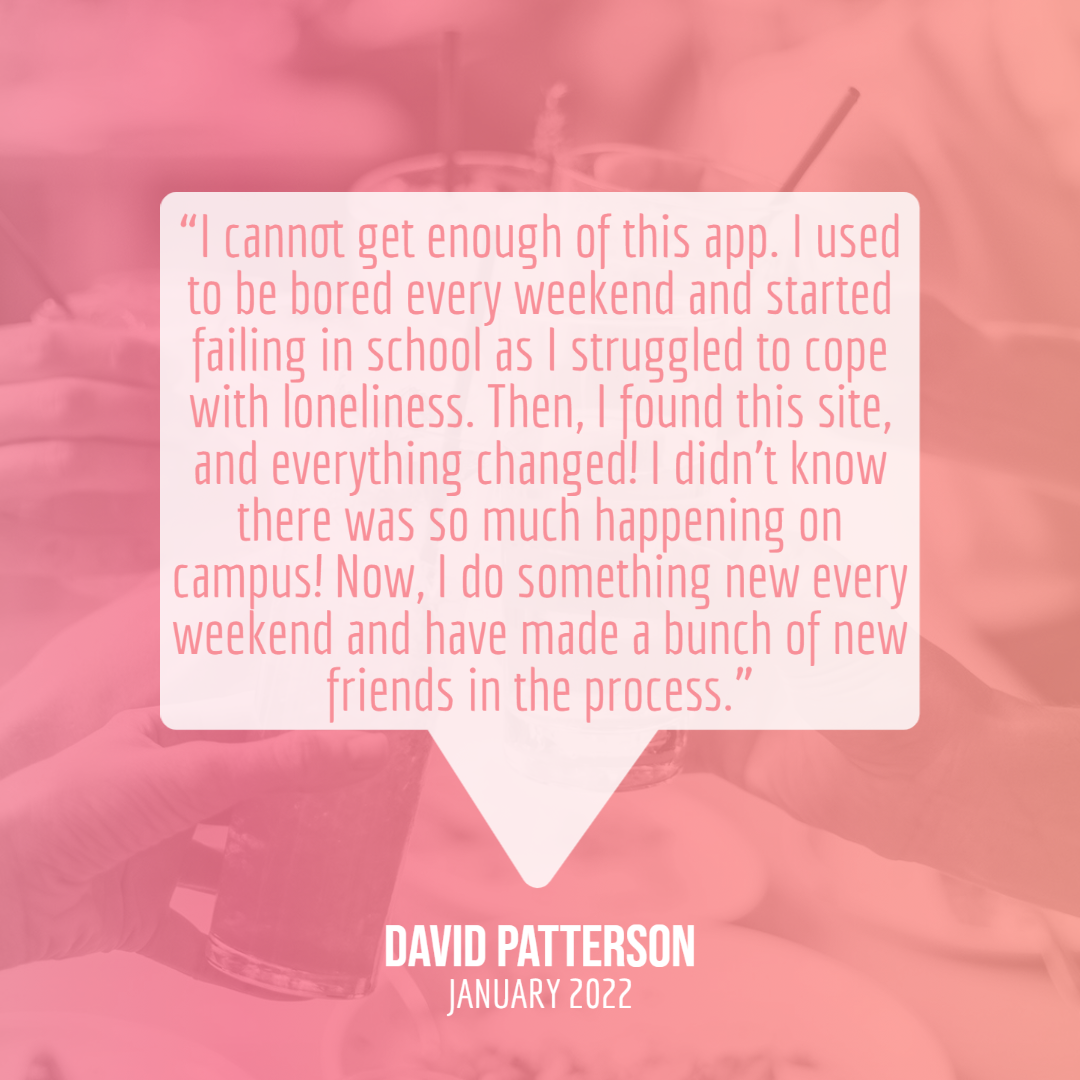 “I cannot get enough of this app. I used
to be bored every weekend and started
failing in school as I struggled to cope
with loneliness. Then, I found this site,
and everything changed! I didn’t know
there was so much happening on
campus! Now, I do something new every
weekend and have made a bunch of new
friends in the process.”
DAVID PATTERSON
JANUARY 2022